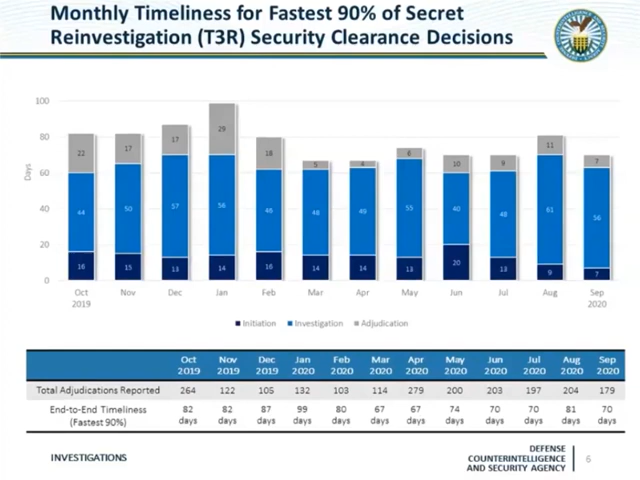 Monthly Timeliness for Fastest 90% of Secret
Reinvestigation (T3R) Security Clearance Decisions
100
80
60
40
20
0
Days
22 17 17 29 18 5 4 6 10 9 11 7
44 50 57 56 46 48 49 55 40 48 61 56
16 15 13 14 16 14 14 13 20 13 9 7
Oct Nov Dec Jan Feb Mar Apr May Jun Jul Aug Sep
2019 2020
Initiation Investigation Adjudication
Oct Nov Dec Jan Feb Mar Apr May Jun Jul Aug Sep
2019 2019 2019 2020 2020 2020 2020 2020 2020 2020 2020 2020
Total Adjudications Reported 264 122 105 132 103 114 279 200 203 197 204 179
End-to-End Timeliness 82 82 87 99 80 67 67 74 70 70 81 70
(Fastest 90%) days days days days days days days days days days days days
INVESTIGATIONS
DEFENSE
COUNTERINTELLIGENCE
AND SECURITY AGENCY
6